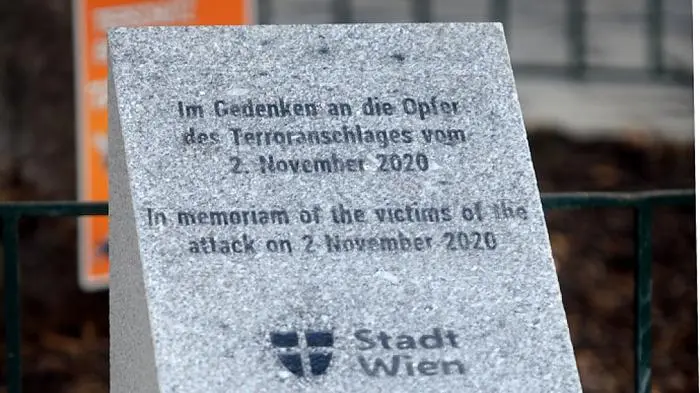 Im Gedenken an die Opfer
des Terroranschlages vom
2. November 2020
In memoriam of the victims of the
attack on 2 November 2020
Stadt
Wien